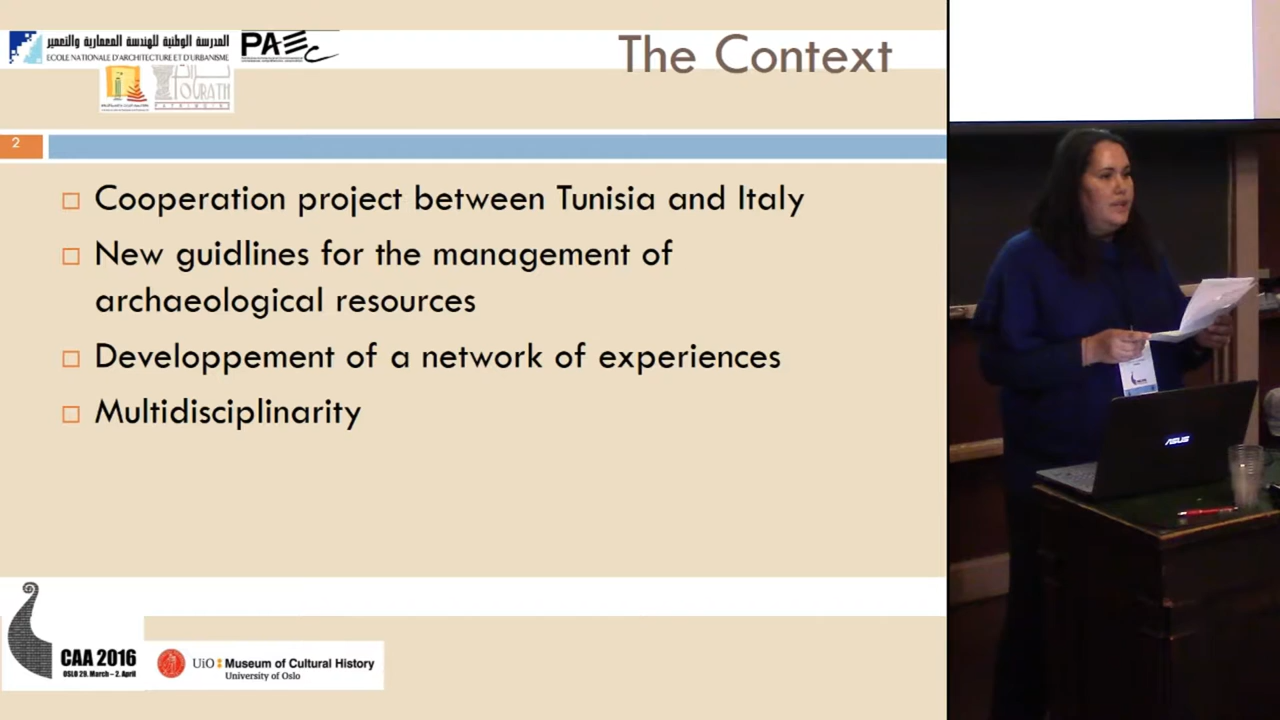 المدرسة الوطنية للهندسة المعمارية والتعمير
ECOLE NATIONALE D'ARCHITECTURE ET D'URBANISME
PAEC
The Context
TOURATH
2
Cooperation project between Tunisia and Italy
New guidlines for the management of
archaeological resources
Developpement of a network of experiences
Multidisciplinarity
ASUS
CAA 2016
OSLO 29. March – 2. April
UiO: Museum of Cultural History
University of Oslo